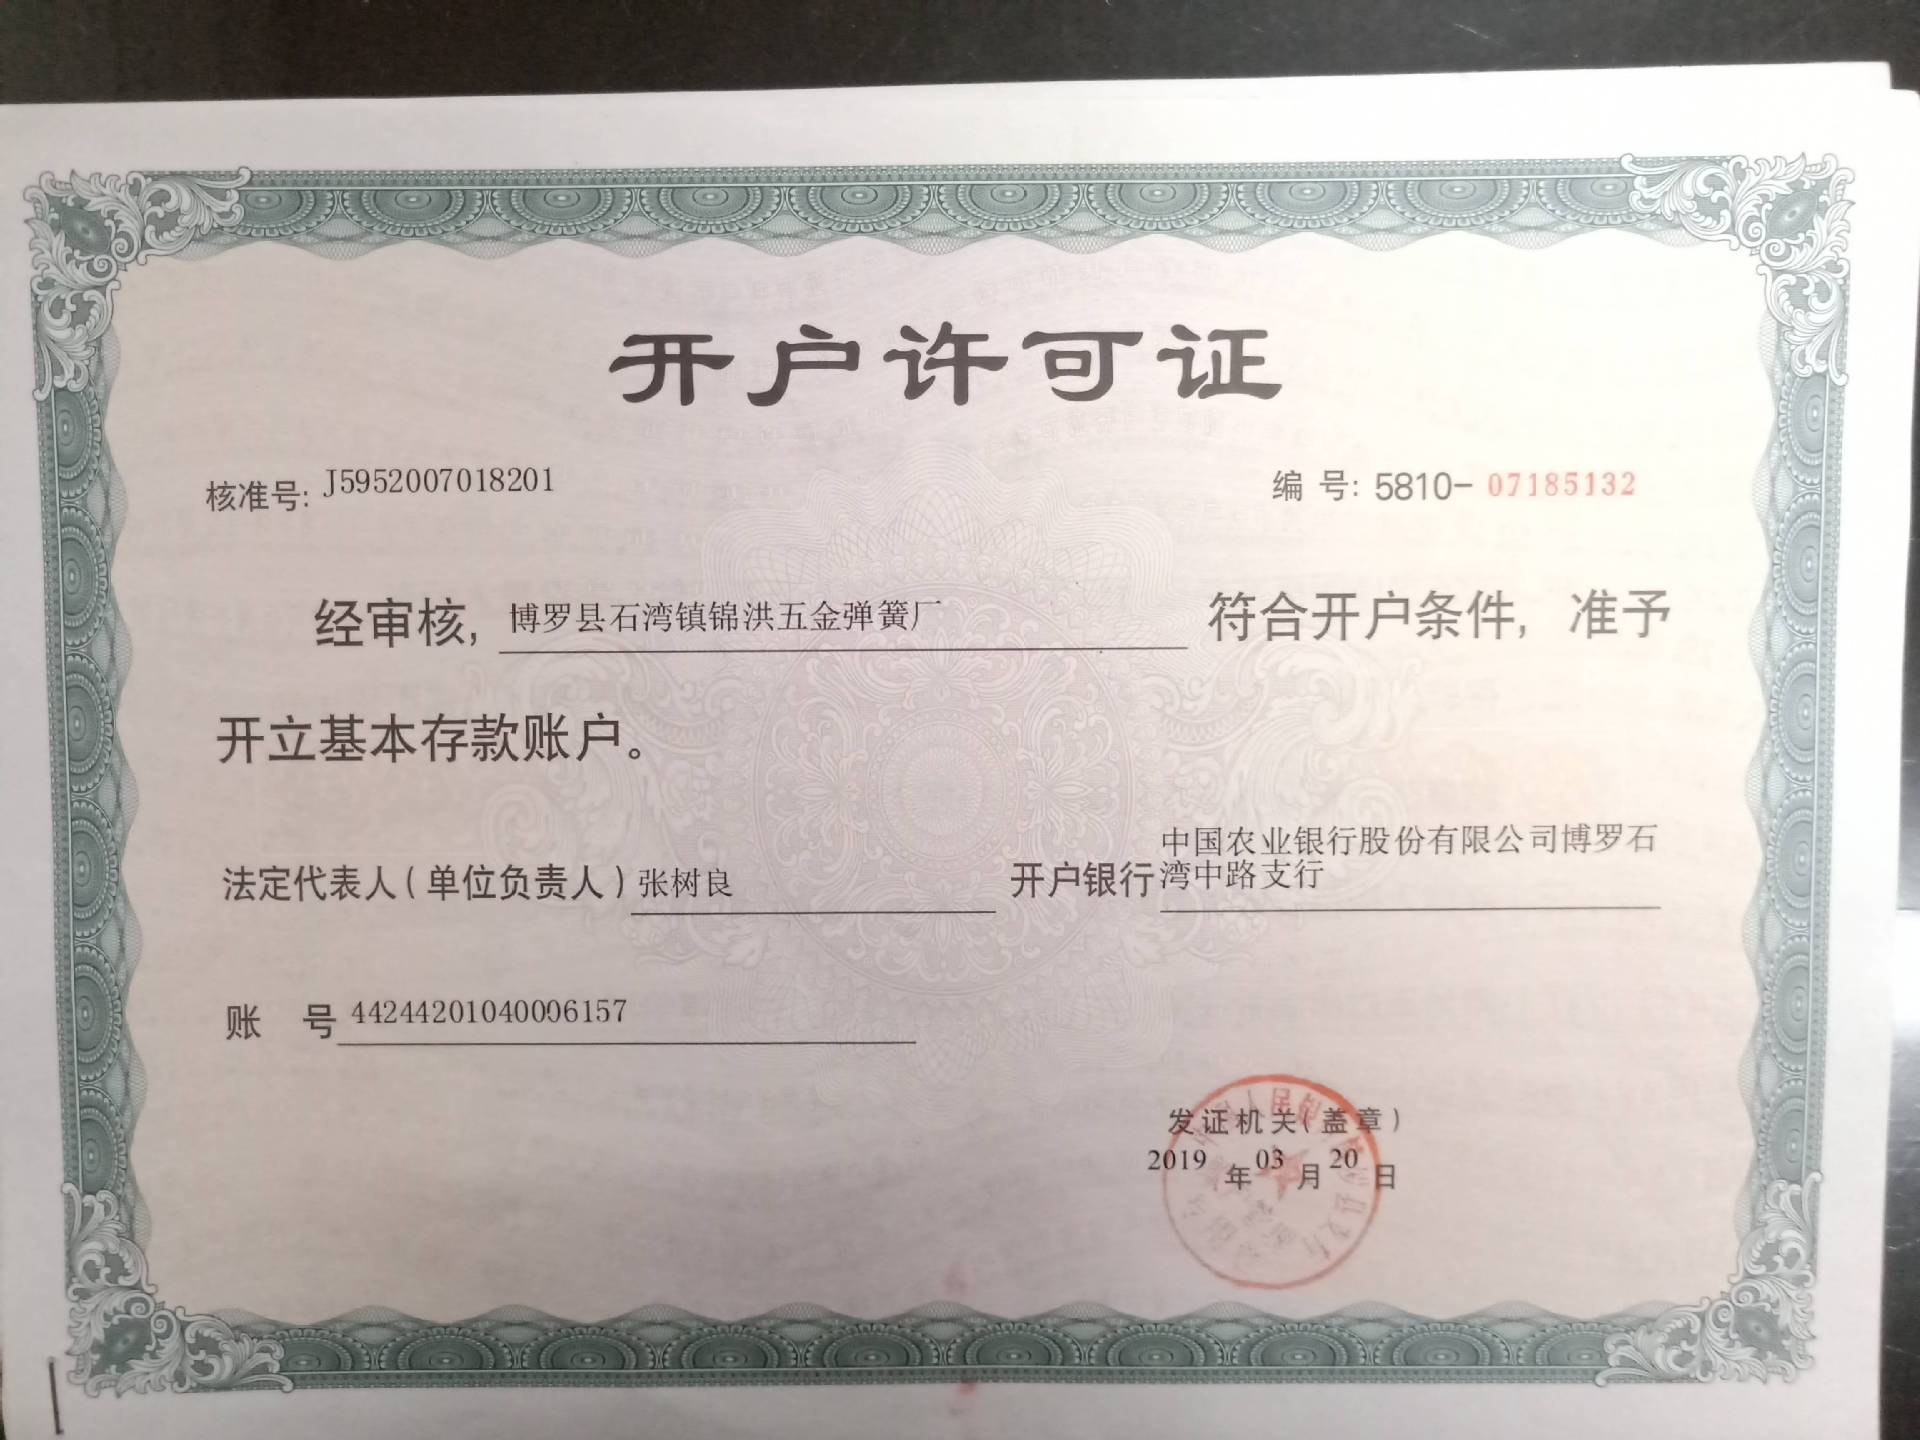 开户许可证
核准号: J5952007018201
编 号: 5810- 07185132
经审核, 博罗县石湾镇锦洪五金弹簧厂 符合开户条件, 准予
开立基本存款账户。
法定代表人(单位负责人) 张树良
开户银行 中国农业银行股份有限公司博罗石
湾中路支行
账 号 44244201040006157
发证机关(盖章)
2019 年 03 月 20 日